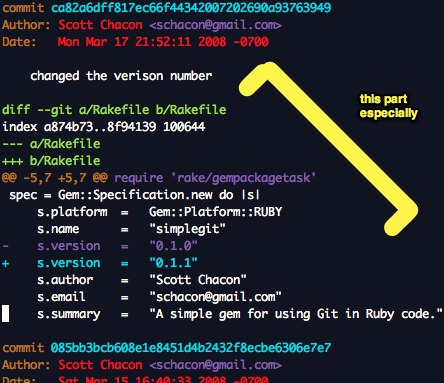 commit ca82a6dff817ec66f44342007202690a93763949
Author: Scott Chacon <schacon@gmail.com>
Date:   Mon Mar 17 21:52:11 2008 -0700
changed the verison number
this part
especially
diff --git a/Rakefile b/Rakefile
index a874b73..8f94139 100644
--- a/Rakefile
+++ b/Rakefile
@@ -5,7 +5,7 @@ require 'rake/gempackagetask'
 spec = Gem::Specification.new do |s|
     s.platform  =   Gem::Platform::RUBY
     s.name      =   "simplegit"
-    s.version   =   "0.1.0"
+    s.version   =   "0.1.1"
     s.author    =   "Scott Chacon"
     s.email     =   "schacon@gmail.com"
     s.summary   =   "A simple gem for using Git in Ruby code."
commit 085bb3bcb608e1e8451d4b2432f8ecbe6306e7e7
Author: Scott Chacon <schacon@gmail.com>
Date:   Sat Mar 15 16:40:33 2008 -0700